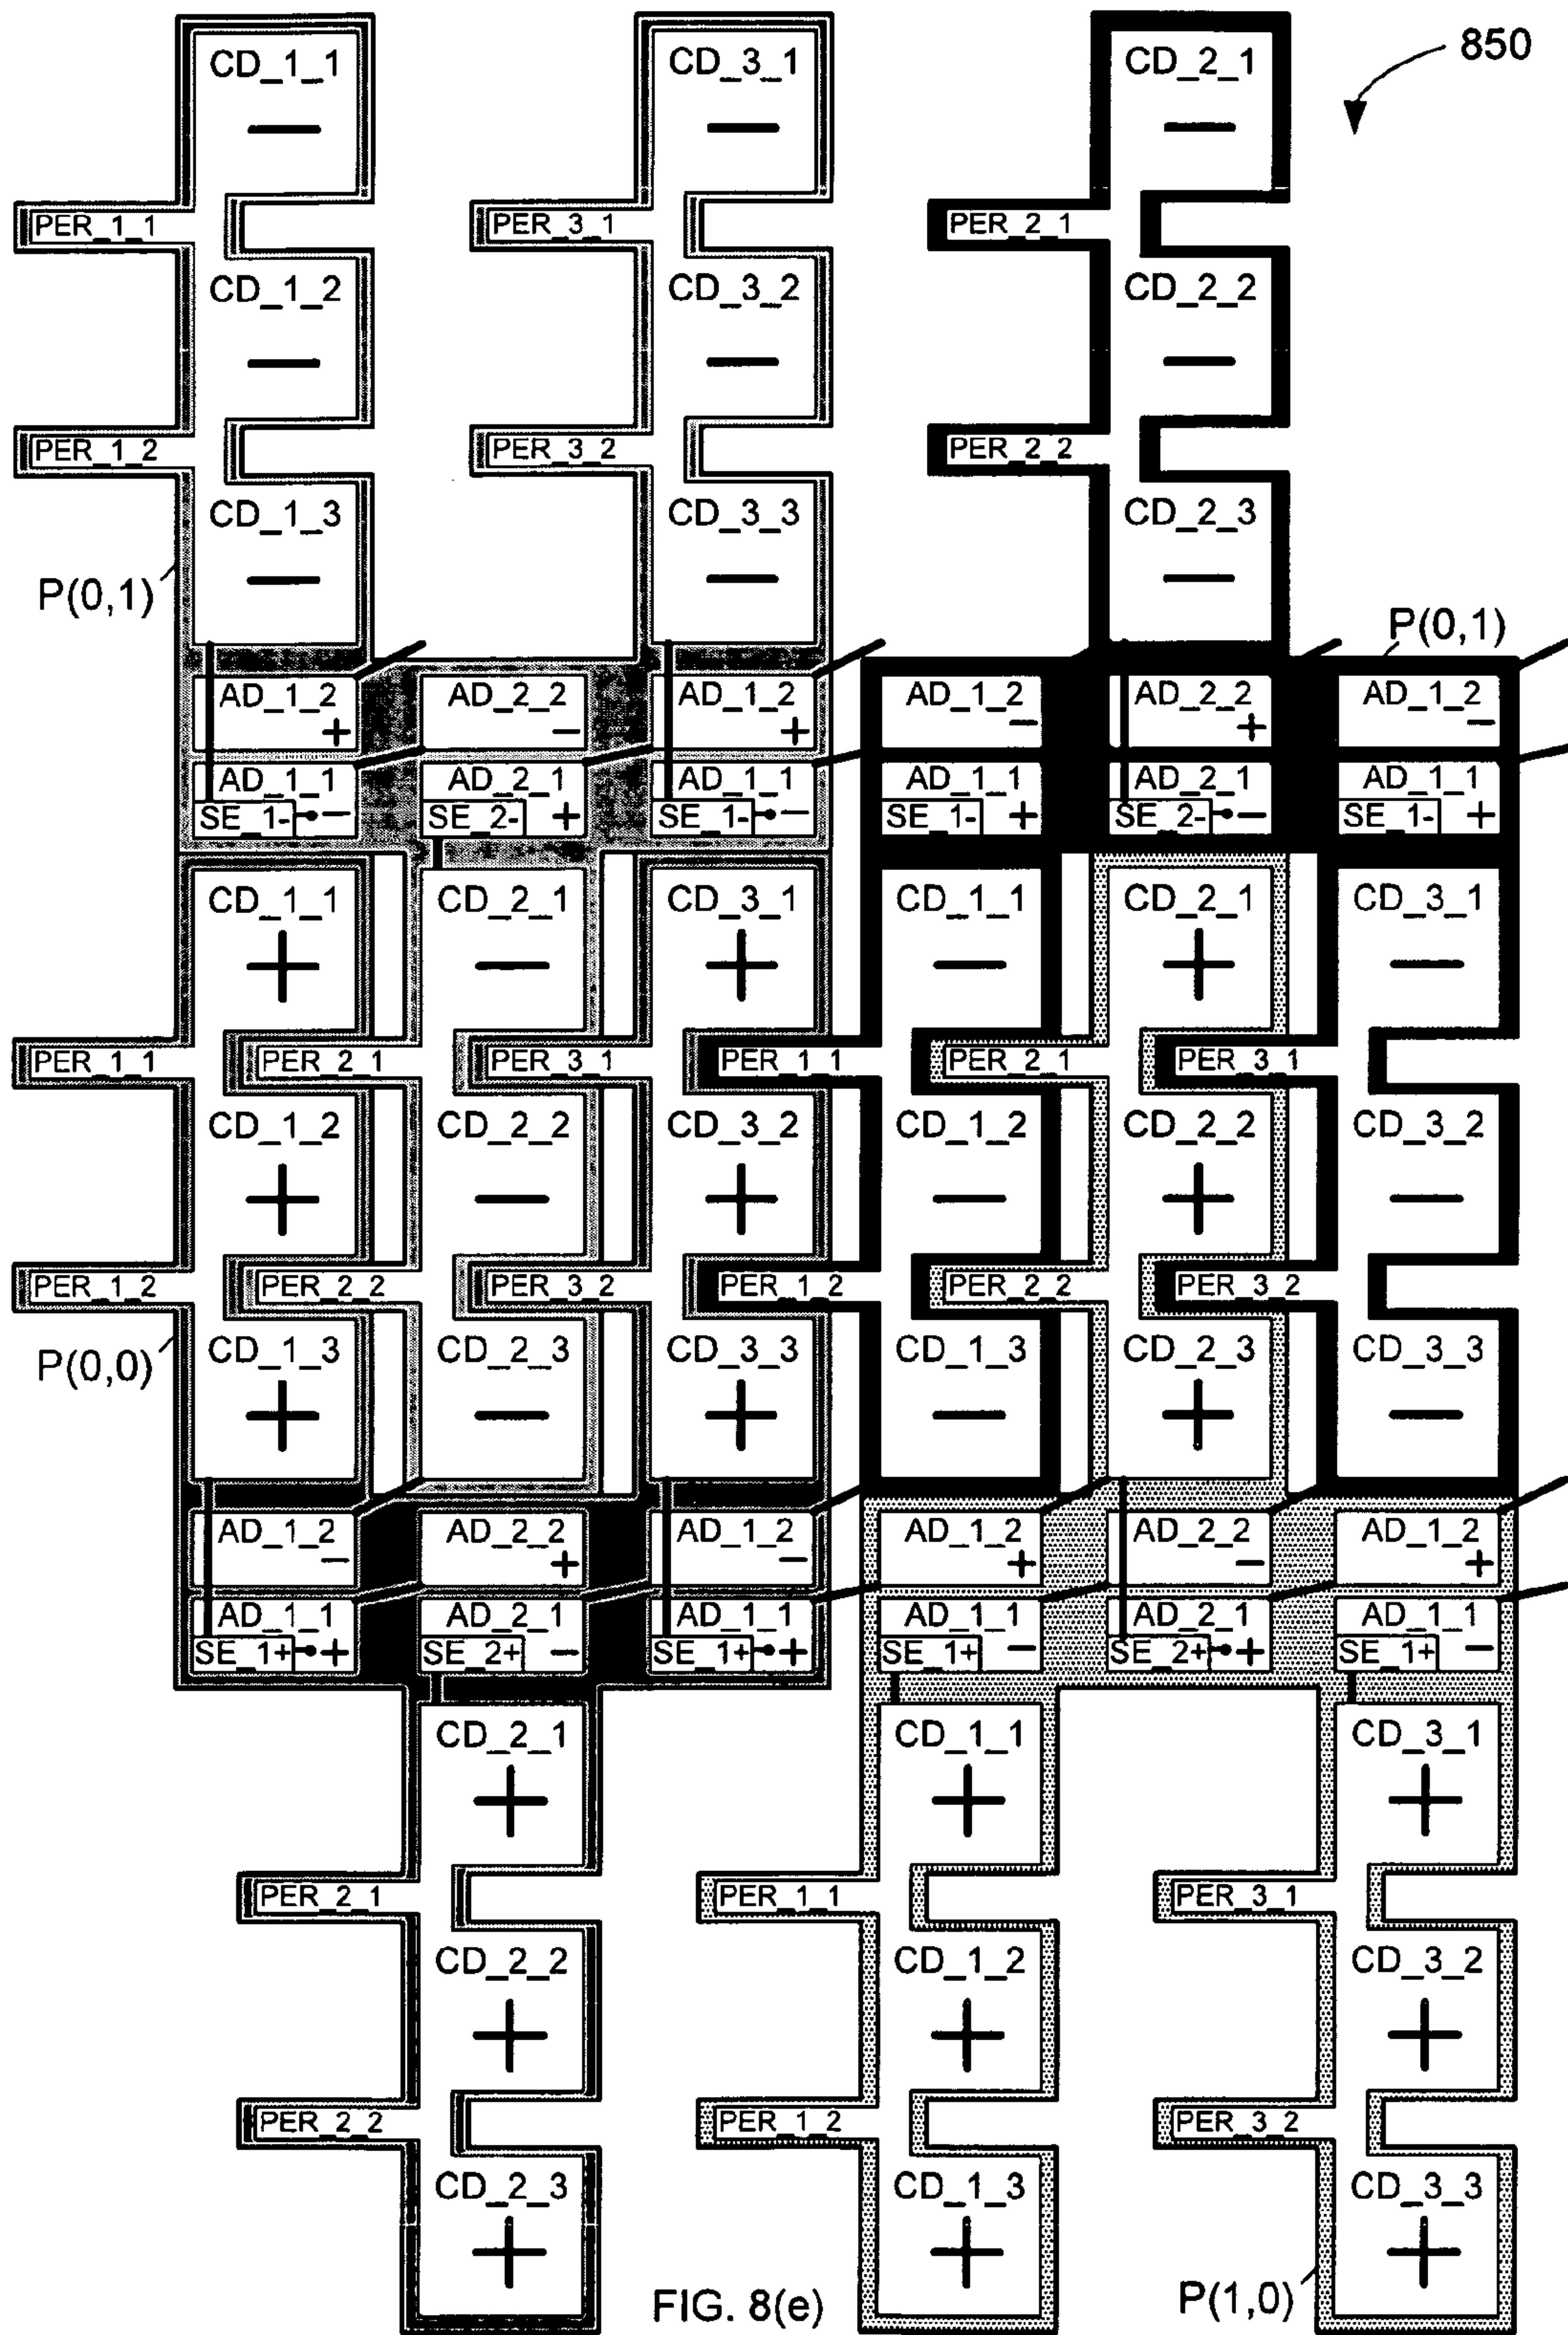 CD_1_1 CD_3_1 CD_2_1 850
—  —  —
PER_1_1 PER_3_1 PER_2_1
CD_1_2 CD_3_2 CD_2_2
—  —  —
PER_1_2 PER_3_2 PER_2_2
CD_1_3 CD_3_3 CD_2_3
—  —  —
P(0,1) P(0,1)
AD_1_2 AD_2_2 AD_1_2 AD_1_2 AD_2_2 AD_1_2
+ − + − + −
AD_1_1 AD_2_1 AD_1_1 AD_1_1 AD_2_1 AD_1_1
SE_1- − SE_2- + SE_1- − SE_1- + SE_2- − SE_1- +
CD_1_1 CD_2_1 CD_3_1 CD_1_1 CD_2_1 CD_3_1
+ — + — + —
PER_1_1 PER_2_1 PER_3_1 PER_1_1 PER_2_1 PER_3_1
CD_1_2 CD_2_2 CD_3_2 CD_1_2 CD_2_2 CD_3_2
+ — + — + —
PER_1_2 PER_2_2 PER_3_2 PER_1_2 PER_2_2 PER_3_2
CD_1_3 CD_2_3 CD_3_3 CD_1_3 CD_2_3 CD_3_3
P(0,0)
+ — + — + —
AD_1_2 AD_2_2 AD_1_2 AD_1_2 AD_2_2 AD_1_2
− + − + − +
AD_1_1 AD_2_1 AD_1_1 AD_1_1 AD_2_1 AD_1_1
SE_1+ + SE_2+ − SE_1+ + SE_1+ − SE_2+ + SE_1+ −
CD_2_1 CD_1_1 CD_3_1
+ + +
PER_2_1 PER_1_1 PER_3_1
CD_2_2 CD_1_2 CD_3_2
+ + +
PER_2_2 PER_1_2 PER_3_2
CD_2_3 CD_1_3 CD_3_3
+ + +
FIG. 8(e) P(1,0)